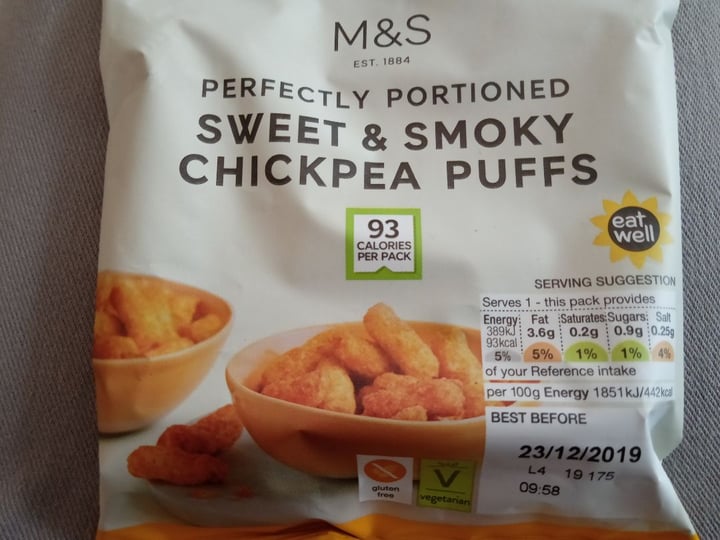 M&S
EST. 1884
PERFECTLY PORTIONED
SWEET & SMOKY
CHICKPEA PUFFS
93
CALORIES
PER PACK
eat
well
SERVING SUGGESTION
Serves 1 - this pack provides
Energy Fat Saturates Sugars Salt
389kJ 3.6g 0.2g 0.9g 0.25g
93kcal
5% 5% 1% 1% 4%
of your Reference intake
per 100g Energy 1851kJ/442kcal
BEST BEFORE
23/12/2019
L4 19 175
09:58
gluten
free
V
vegetarian